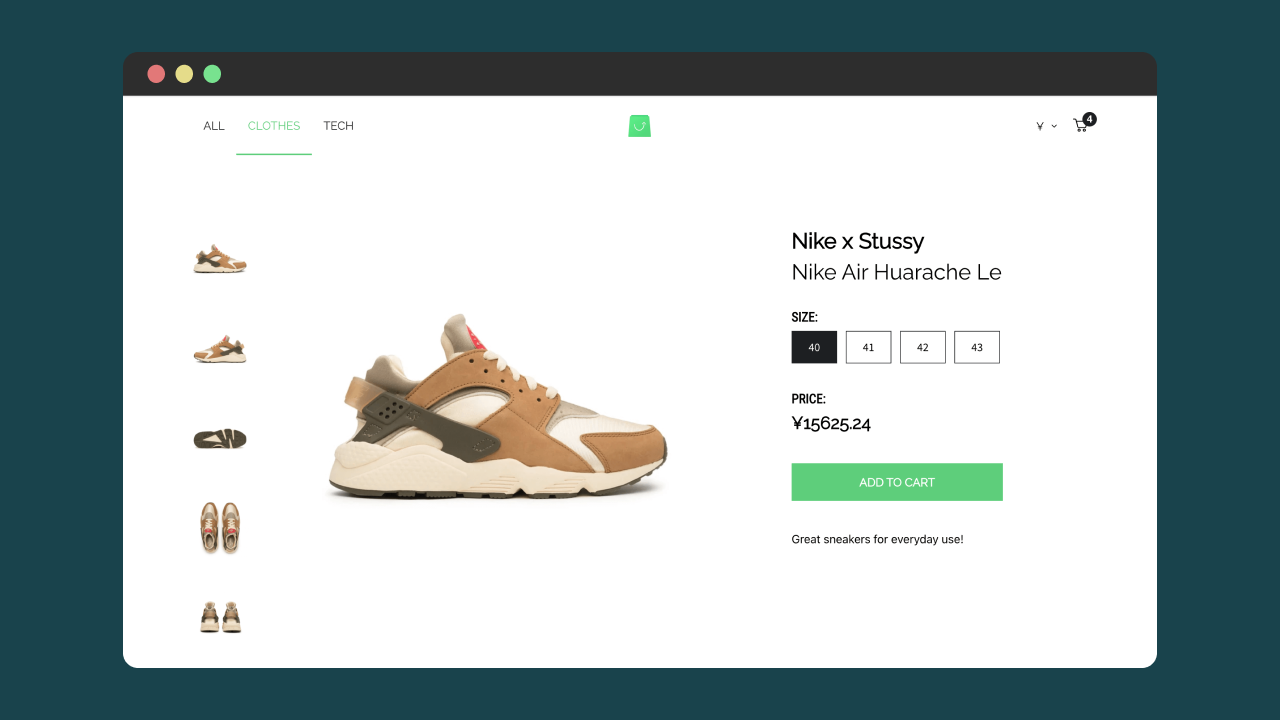 ALL CLOTHES TECH
¥ 4
Nike x Stussy
Nike Air Huarache Le
SIZE:
40 41 42 43
PRICE:
¥15625.24
ADD TO CART
Great sneakers for everyday use!